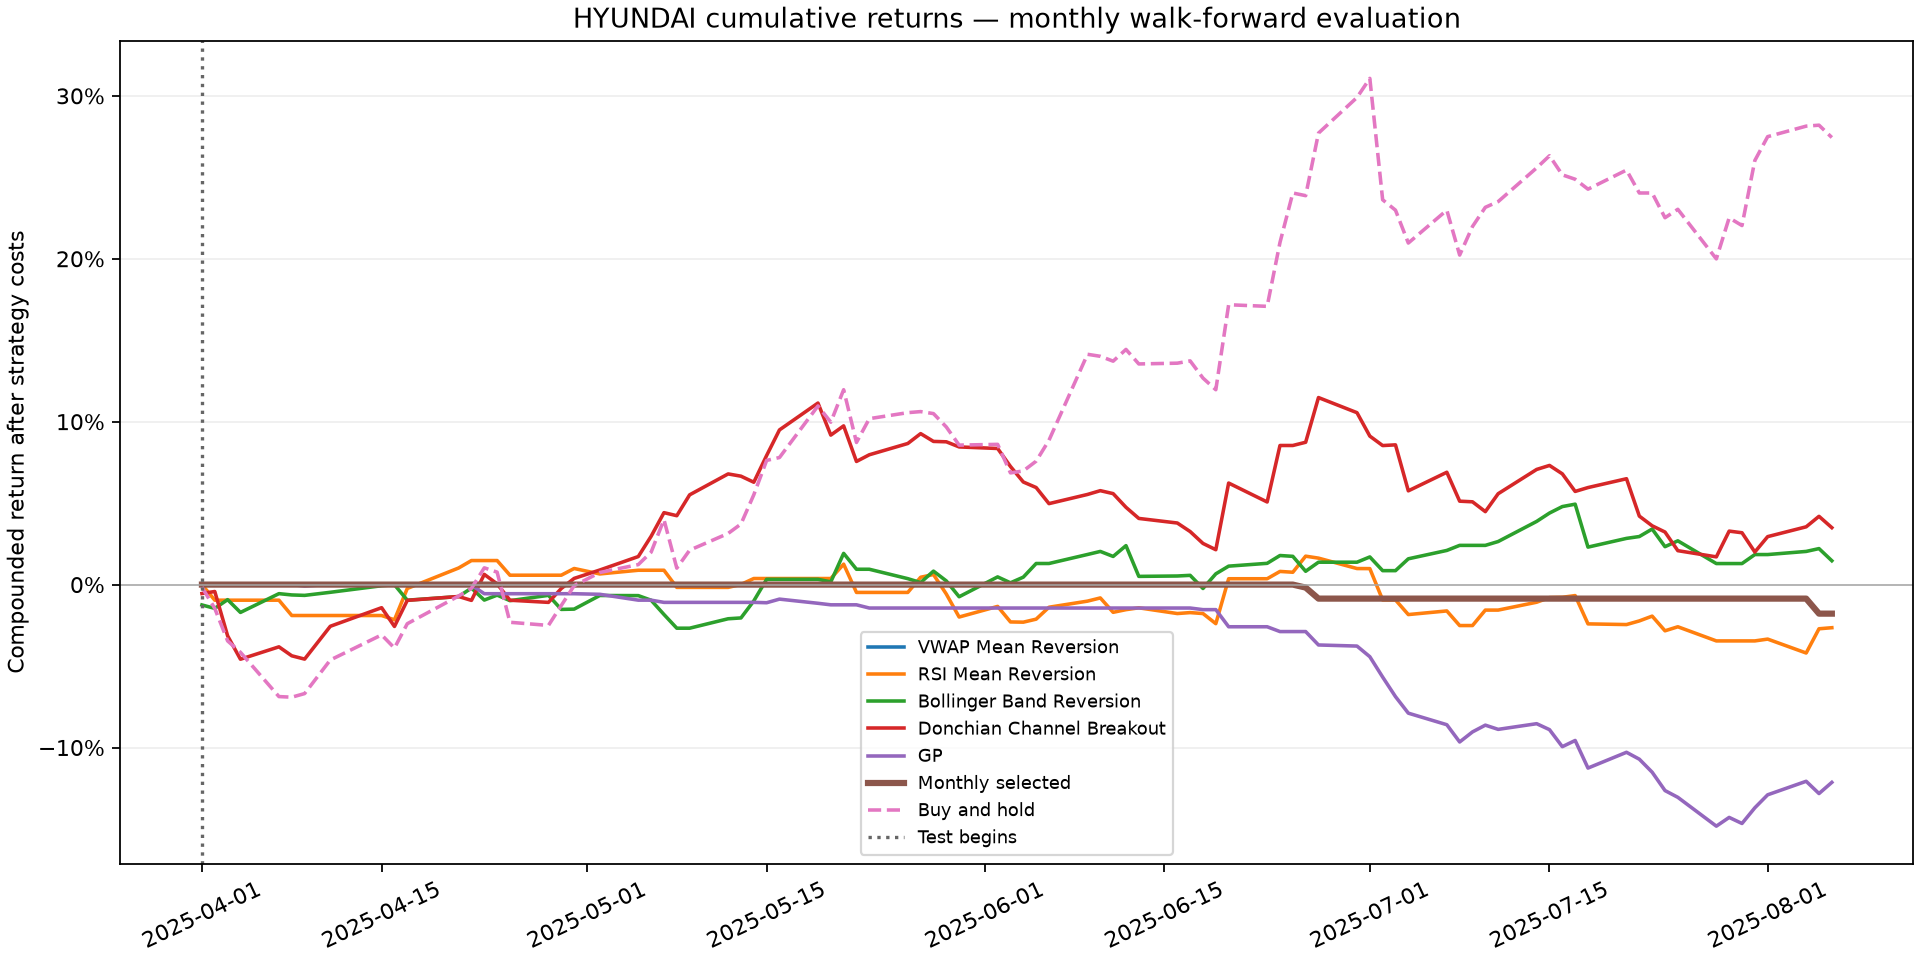 HYUNDAI cumulative returns — monthly walk-forward evaluation
Compounded return after strategy costs
30%
20%
10%
0%
−10%
VWAP Mean Reversion
RSI Mean Reversion
Bollinger Band Reversion
Donchian Channel Breakout
GP
Monthly selected
Buy and hold
Test begins
2025-04-01
2025-04-15
2025-05-01
2025-05-15
2025-06-01
2025-06-15
2025-07-01
2025-07-15
2025-08-01